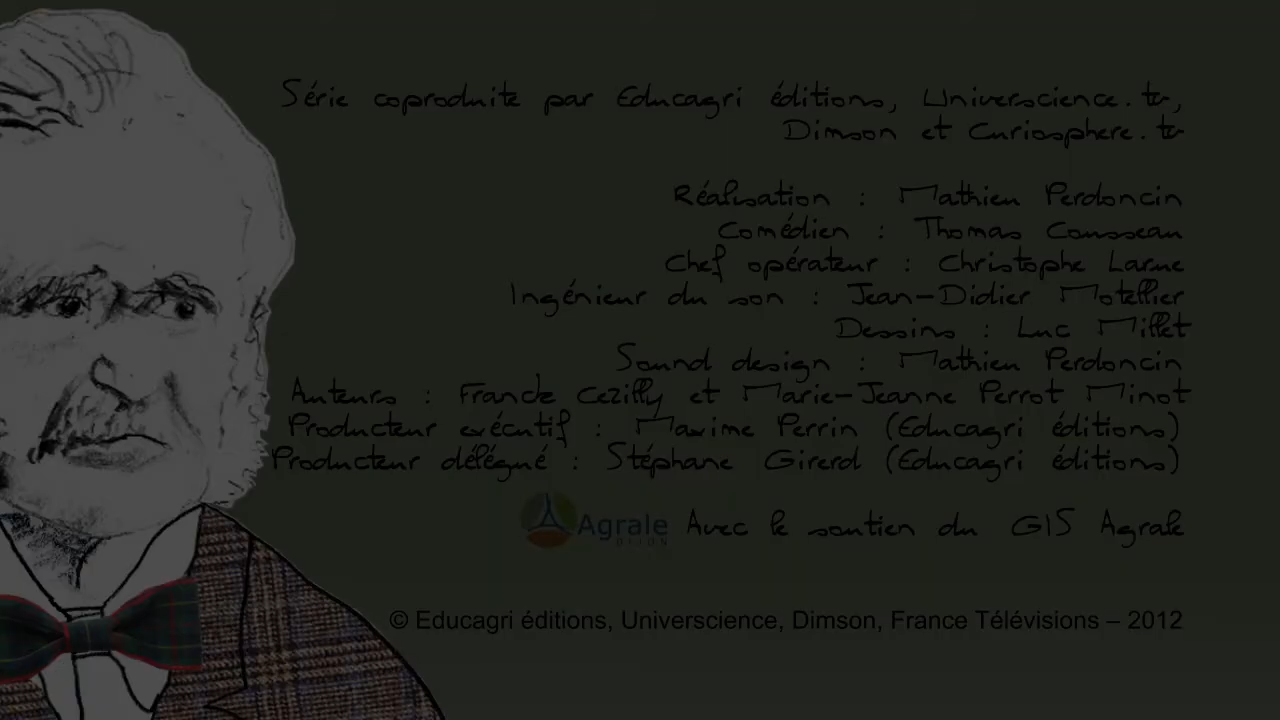 Série coproduite par Educagri éditions, Universcience.tv,
Dimson et Curiosphere.tv
Réalisation : Mathieu Perdoncin
Comédien : Thomas Cousseau
Chef opérateur : Christophe Larue
Ingénieur du son : Jean-Didier Motellier
Dessins : Luc Millet
Sound design : Mathieu Perdoncin
Auteurs : Franck Cezilly et Marie-Jeanne Perrot Minot
Producteur exécutif : Maxime Perrin (Educagri éditions)
Producteur délégué : Stéphane Girerd (Educagri éditions)
Agrale DIJON Avec le soutien du GIS Agrale
© Educagri éditions, Universcience, Dimson, France Télévisions – 2012